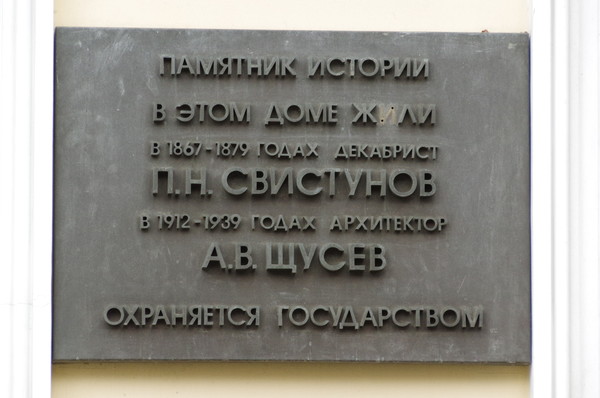 ПАМЯТНИК ИСТОРИИ
В ЭТОМ ДОМЕ ЖИЛИ
В 1867-1879 ГОДАХ ДЕКАБРИСТ
П.Н. СВИСТУНОВ
В 1912-1939 ГОДАХ АРХИТЕКТОР
А.В. ЩУСЕВ
ОХРАНЯЕТСЯ ГОСУДАРСТВОМ